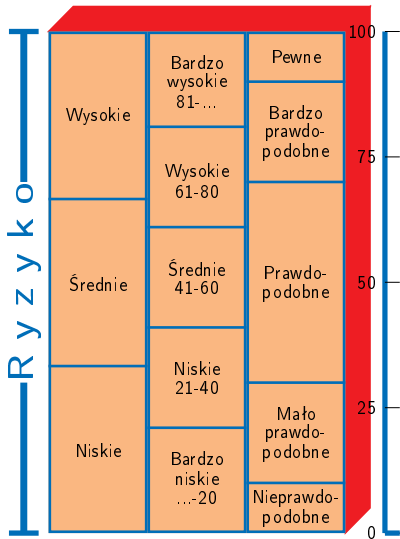 Ryzyko
Wysokie
Średnie
Niskie
Bardzo
wysokie
81-...
Wysokie
61-80
Średnie
41-60
Niskie
21-40
Bardzo
niskie
...-20
Pewne
Bardzo
prawdo-
podobne
Prawdo-
podobne
Mało
prawdo-
podobne
Nieprawdo-
podobne
100
75
50
25
0